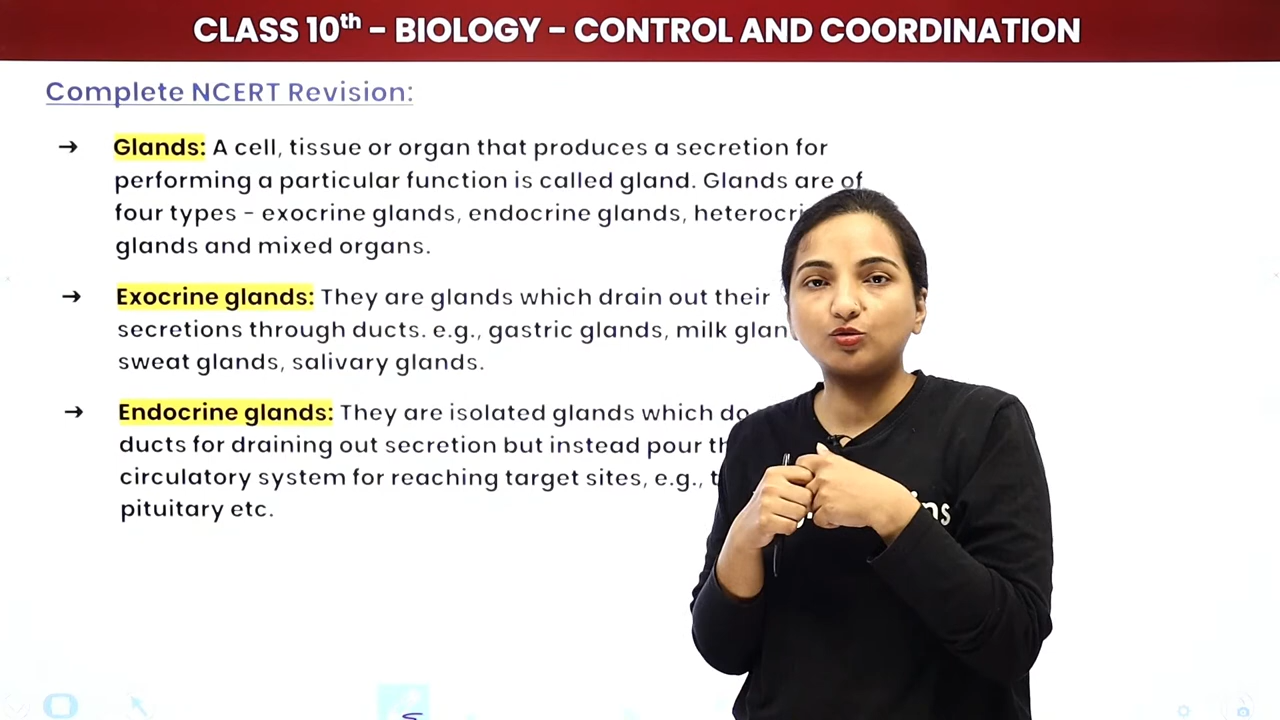 CLASS 10th - BIOLOGY - CONTROL AND COORDINATION
Complete NCERT Revision:
→ Glands: A cell, tissue or organ that produces a secretion for
performing a particular function is called gland. Glands are of
four types - exocrine glands, endocrine glands,
glands and mixed organs.
→ Exocrine glands: They are glands which drain out their
secretions through ducts. e.g., gastric glands, milk
sweat glands, salivary glands.
→ Endocrine glands: They are isolated glands which do
ducts for draining out secretion but instead pour
circulatory system for reaching target sites, e.g.,
pituitary etc.